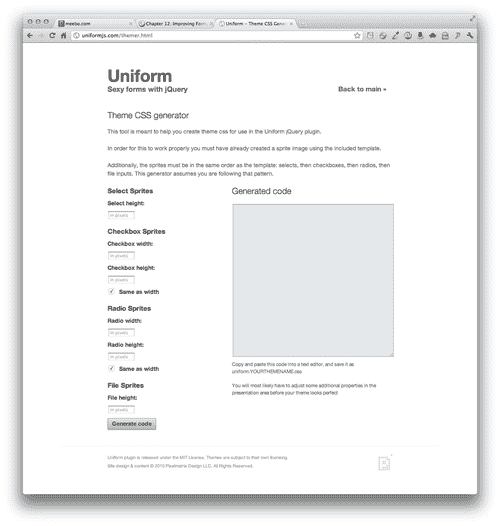 meebo.com
Chapter 12: Improving Form
Uniform - Theme CSS Gener
uniformjs.com/themer.html
Uniform
Sexy forms with jQuery
Back to main »
Theme CSS generator
This tool is meant to help you create theme css for use in the Uniform jQuery plugin.
In order for this to work properly you must have already created a sprite image using the included template.
Additionally, the sprites must be in the same order as the template: selects, then checkboxes, then radios, then
file inputs. This generator assumes you are following that pattern.
Select Sprites
Select height:
in pixels
Checkbox Sprites
Checkbox width:
in pixels
Checkbox height:
in pixels
Same as width
Radio Sprites
Radio width:
in pixels
Radio height:
in pixels
Same as width
File Sprites
File height:
in pixels
Generate code
Generated code
Copy and paste this code into a text editor, and save it as
uniform.YOURTHEMENAME.css
You will most likely have to adjust some additional properties in the
presentation area before your theme looks perfect
Uniform plugin is released under the MIT License. Themes are subject to their own licensing.
Site design & content © 2010 Pixelmatrix Design LLC. All Rights Reserved.